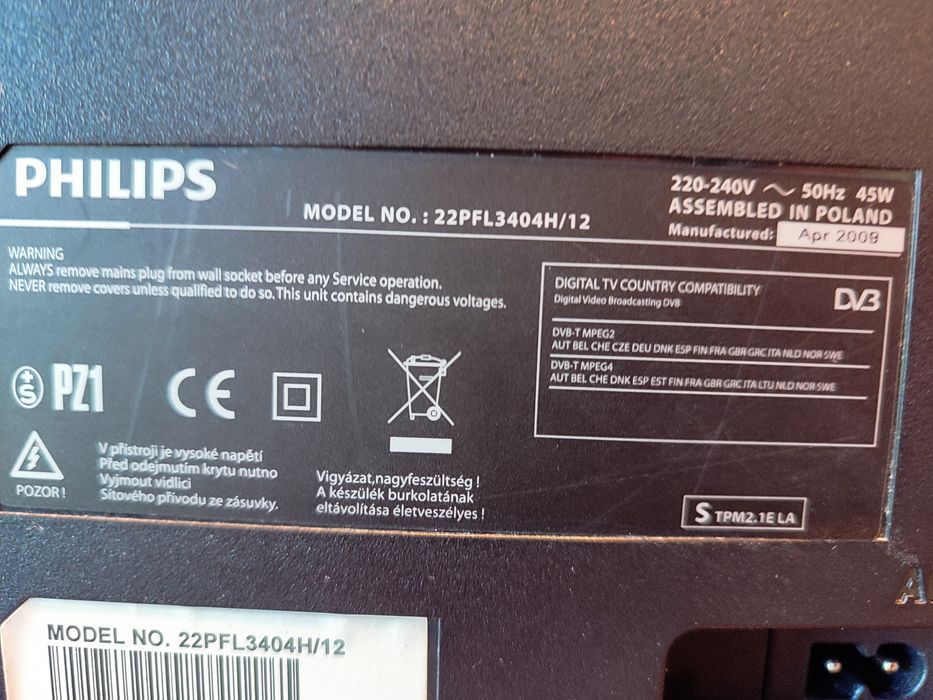 PHILIPS
MODEL NO. : 22PFL3404H/12
220-240V ~ 50Hz 45W
ASSEMBLED IN POLAND
Manufactured: Apr 2009
WARNING
ALWAYS remove mains plug from wall socket before any Service operation.
NEVER remove covers unless qualified to do so. This unit contains dangerous voltages.
DIGITAL TV COUNTRY COMPATIBILITY
Digital Video Broadcasting DVB
DVB
DVB-T MPEG2
AUT BEL CHE CZE DEU DNK ESP FIN FRA GBR GRC ITA NLD NOR SWE
DVB-T MPEG4
AUT BEL CHE DNK ESP EST FIN FRA GBR GRC ITA LTU NLD NOR SWE
+S PZ1 CE
POZOR !
V přístroji je vysoké napětí
Před odejmutím krytu nutno
Vyjmout vidlici
Síťového přívodu ze zásuvky.
Vigyázat,nagyfeszültség !
A készülék burkolatának
eltávolítása életveszélyes !
S TPM2.1E LA
MODEL NO. 22PFL3404H/12